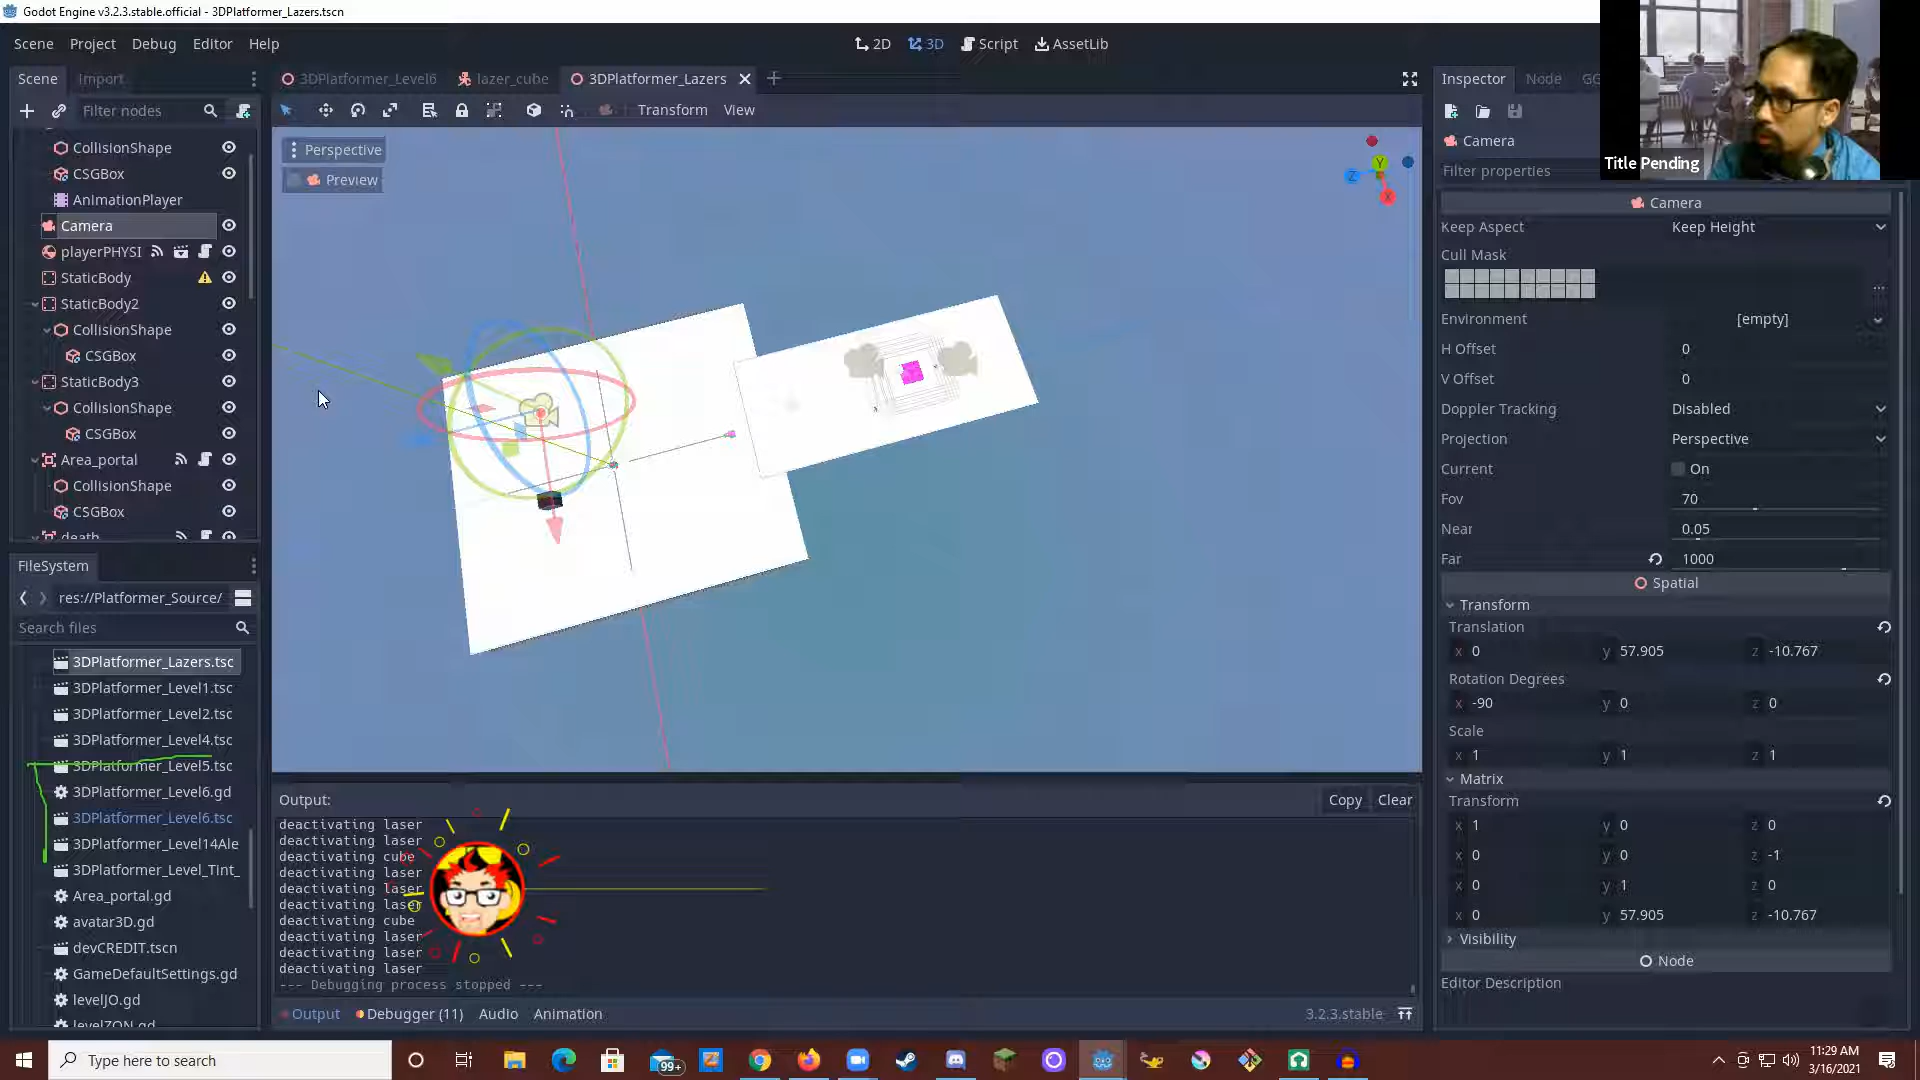 Godot Engine v3.2.3.stable.official - 3DPlatformer_Lazers.tscn
Scene Project Debug Editor Help
2D 3D Script AssetLib
Scene Import
3DPlatformer_Level6 lazer_cube 3DPlatformer_Lazers
Inspector Node
Filter nodes
Transform View
CollisionShape
CSGBox
AnimationPlayer
Camera
playerPHYSI
StaticBody
StaticBody2
CollisionShape
CSGBox
StaticBody3
CollisionShape
CSGBox
Area_portal
CollisionShape
CSGBox
death
Perspective
Preview
Y
Z
X
FileSystem
res://Platformer_Source/
Search files
3DPlatformer_Lazers.tsc
3DPlatformer_Level1.tsc
3DPlatformer_Level2.tsc
3DPlatformer_Level4.tsc
3DPlatformer_Level5.tsc
3DPlatformer_Level6.gd
3DPlatformer_Level6.tsc
3DPlatformer_Level14Ale
3DPlatformer_Level_Tint_
Area_portal.gd
avatar3D.gd
devCREDIT.tscn
GameDefaultSettings.gd
levelJO.gd
levelZON.gd
Output:
Copy Clear
deactivating laser
deactivating laser
deactivating cube
deactivating laser
deactivating laser
deactivating laser
deactivating cube
deactivating laser
deactivating laser
deactivating laser
--- Debugging process stopped ---
Output Debugger (11) Audio Animation
3.2.3.stable
Title Pending
Camera
Filter properties
Camera
Keep Aspect Keep Height
Cull Mask
...
Environment [empty]
H Offset 0
V Offset 0
Doppler Tracking Disabled
Projection Perspective
Current On
Fov 70
Near 0.05
Far 1000
Spatial
Transform
Translation
x 0 y 57.905 z -10.767
Rotation Degrees
x -90 y 0 z 0
Scale
x 1 y 1 z 1
Matrix
Transform
x 1 y 0 z 0
x 0 y 0 z -1
x 0 y 1 z 0
x 0 y 57.905 z -10.767
Visibility
Node
Editor Description
Type here to search
99+
11:29 AM
3/16/2021